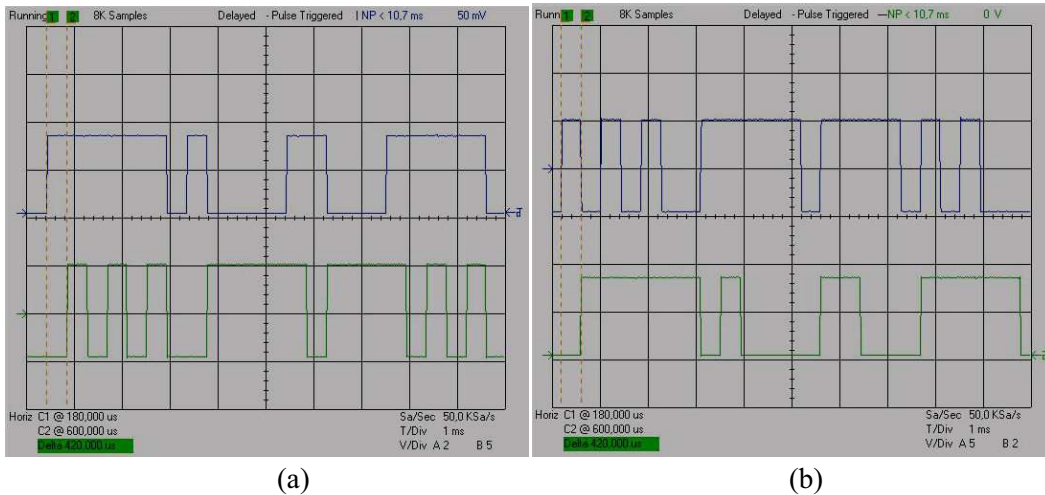 Running 1 2 8K Samples Delayed - Pulse Triggered | NP < 10,7 ms 50 mV
Horiz C1 @ 180,000 us
C2 @ 600,000 us
Delta 420,000 us
Sa/Sec 50,0 KSa/s
T/Div 1 ms
V/Div A 2 B 5
(a)
Runn 1 2 8K Samples Delayed - Pulse Triggered —NP < 10,7 ms 0 V
Horiz C1 @ 180,000 us
C2 @ 600,000 us
Delta 420,000 us
Sa/Sec 50,0 KSa/s
T/Div 1 ms
V/Div A 5 B 2
(b)